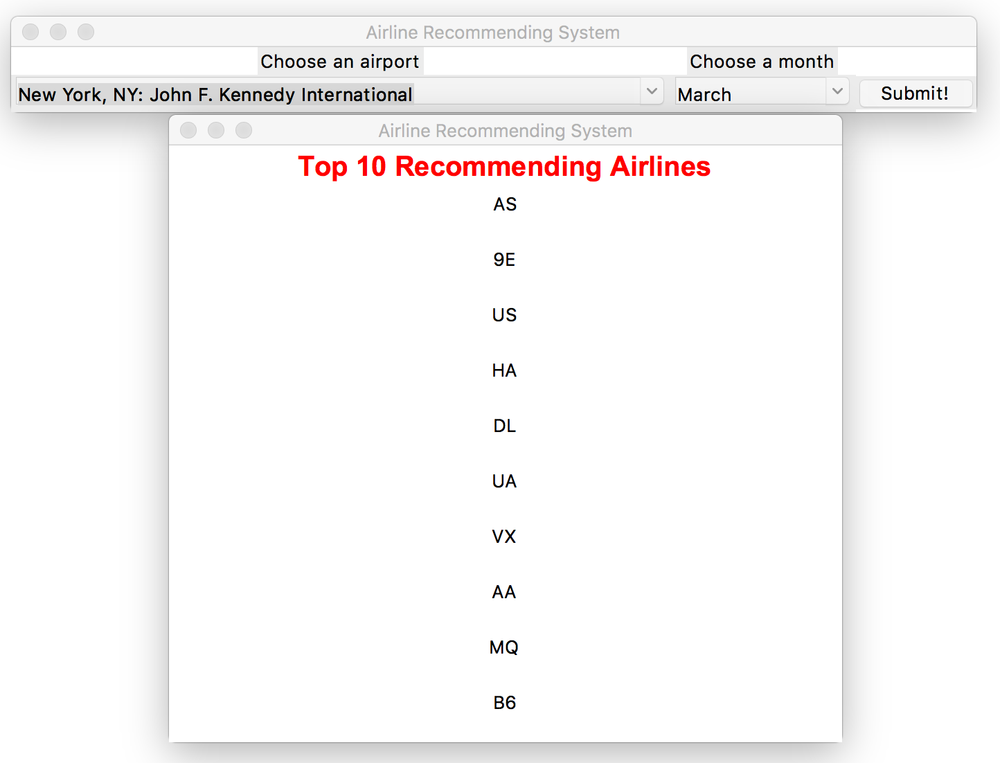 Airline Recommending System
Choose an airport Choose a month
New York, NY: John F. Kennedy International March Submit!
Airline Recommending System
Top 10 Recommending Airlines
AS
9E
US
HA
DL
UA
VX
AA
MQ
B6